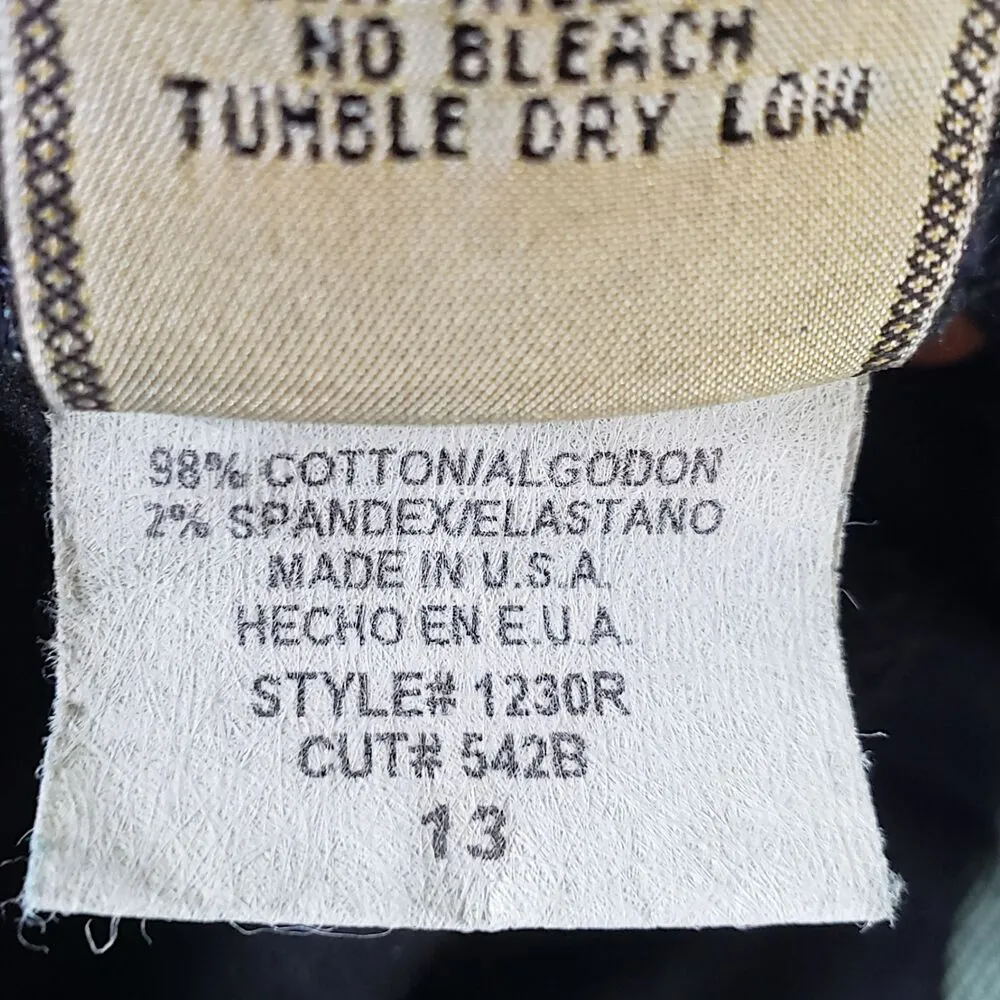 NO BLEACH
TUMBLE DRY LOW
98% COTTON/ALGODON
2% SPANDEX/ELASTANO
MADE IN U.S.A.
HECHO EN E.U.A.
STYLE# 1230R
CUT# 542B
13